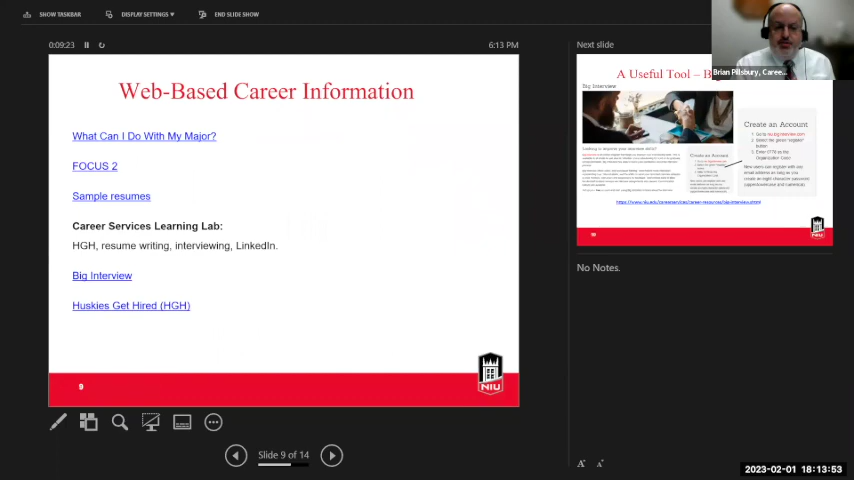 SHOW TASKBAR
DISPLAY SETTINGS
END SLIDE SHOW
0:09:23
6:13 PM
Web-Based Career Information
What Can I Do With My Major?
FOCUS 2
Sample resumes
Career Services Learning Lab:
HGH, resume writing, interviewing, LinkedIn.
Big Interview
Huskies Get Hired (HGH)
9
NIU
Slide 9 of 14
Next slide
Brian Pillsbury, Caree...
A Useful Tool – B
Big Interview
Create an Account
NIU
No Notes.
2023-02-01 18:13:53